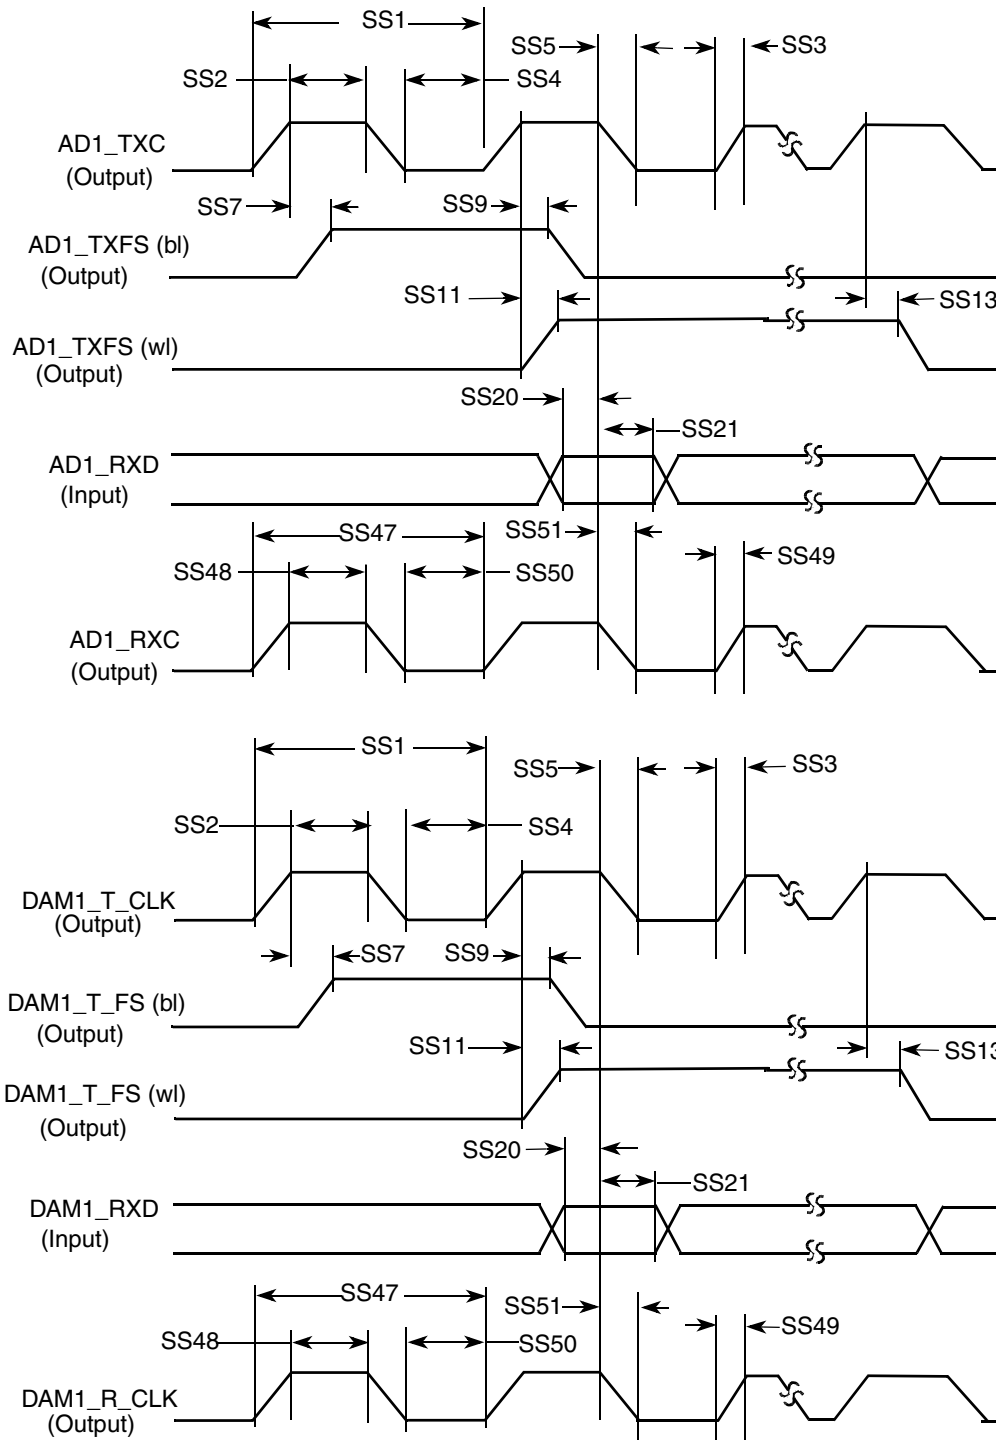 SS1
SS5
SS3
SS2
SS4
AD1_TXC
(Output)
SS7
SS9
AD1_TXFS (bl)
(Output)
SS11
SS13
AD1_TXFS (wl)
(Output)
SS20
SS21
AD1_RXD
(Input)
SS47
SS51
SS49
SS48
SS50
AD1_RXC
(Output)
SS1
SS5
SS3
SS2
SS4
DAM1_T_CLK
(Output)
SS7
SS9
DAM1_T_FS (bl)
(Output)
SS11
SS13
DAM1_T_FS (wl)
(Output)
SS20
SS21
DAM1_RXD
(Input)
SS47
SS51
SS49
SS48
SS50
DAM1_R_CLK
(Output)